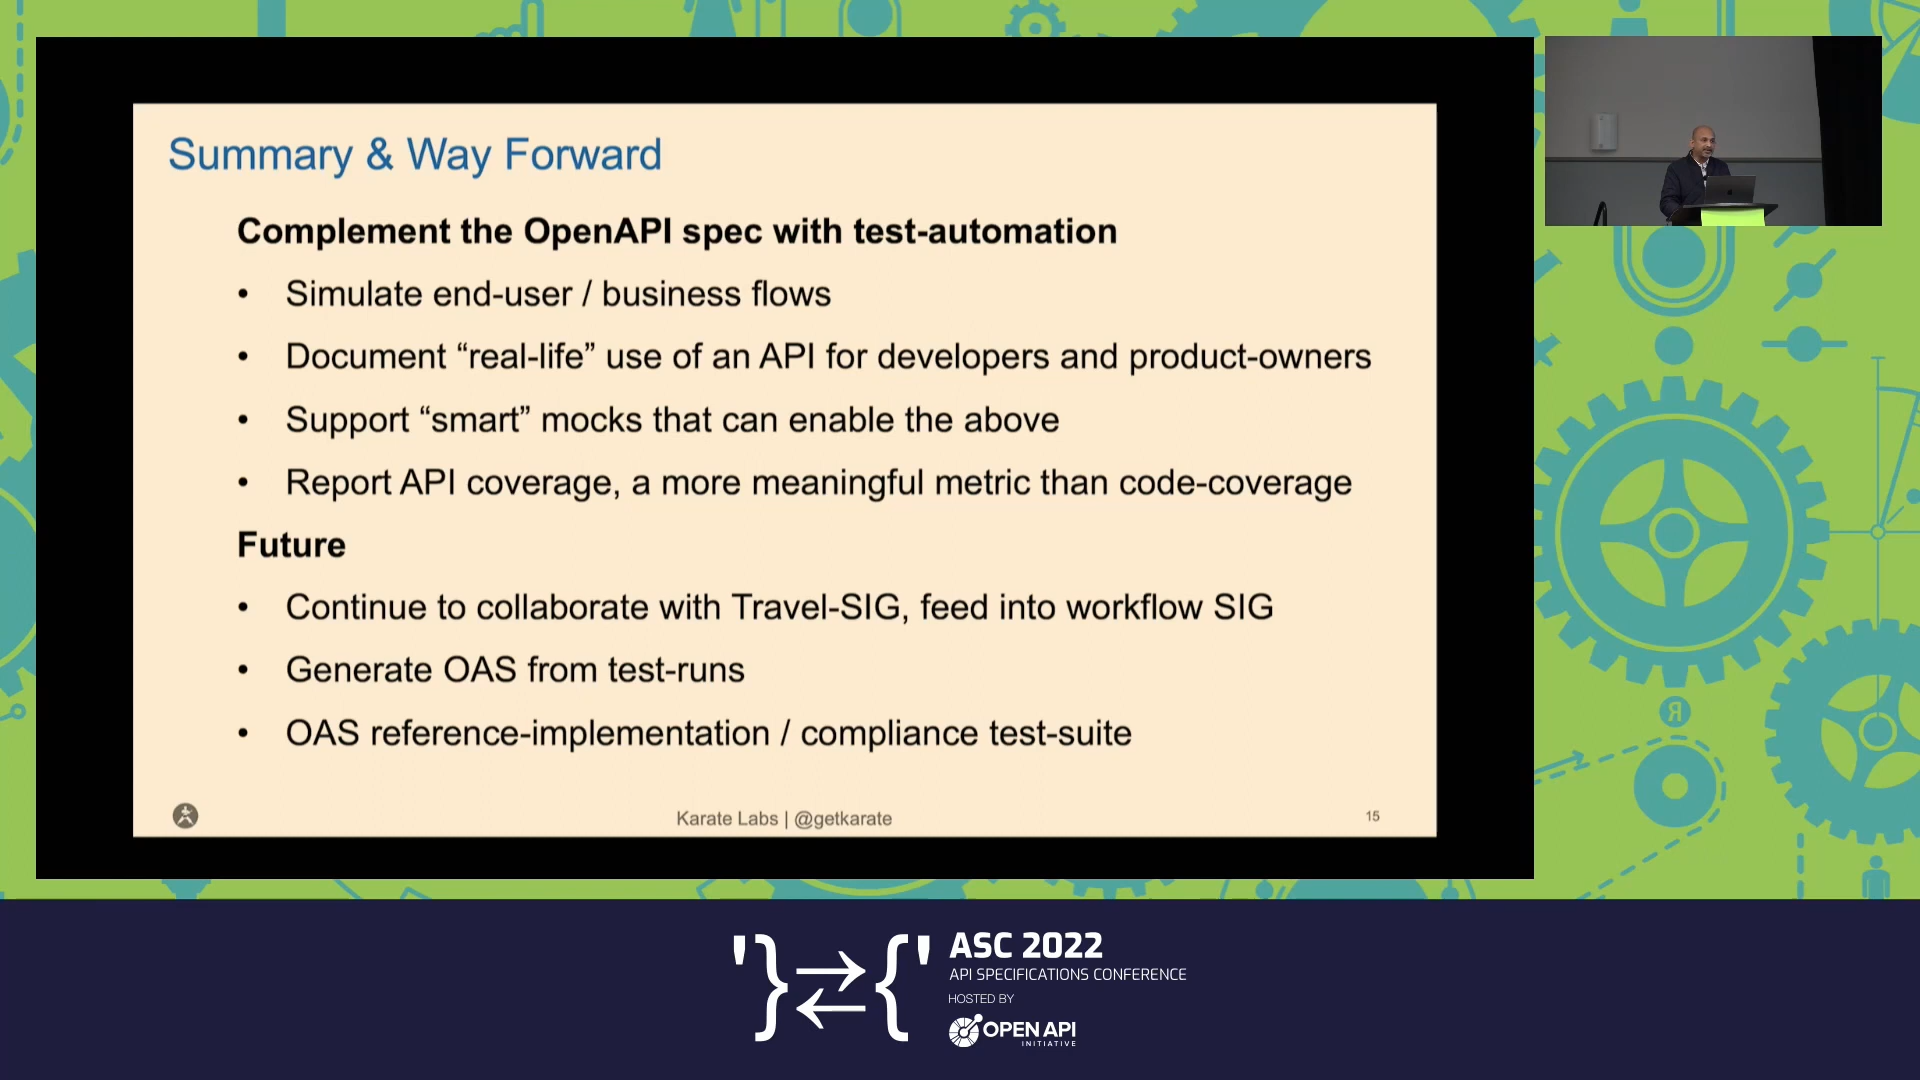 Summary & Way Forward
Complement the OpenAPI spec with test-automation
• Simulate end-user / business flows
• Document “real-life” use of an API for developers and product-owners
• Support “smart” mocks that can enable the above
• Report API coverage, a more meaningful metric than code-coverage
Future
• Continue to collaborate with Travel-SIG, feed into workflow SIG
• Generate OAS from test-runs
• OAS reference-implementation / compliance test-suite
Karate Labs | @getkarate
15
'}⇄{'
ASC 2022
API SPECIFICATIONS CONFERENCE
HOSTED BY
OPENAPI
INITIATIVE